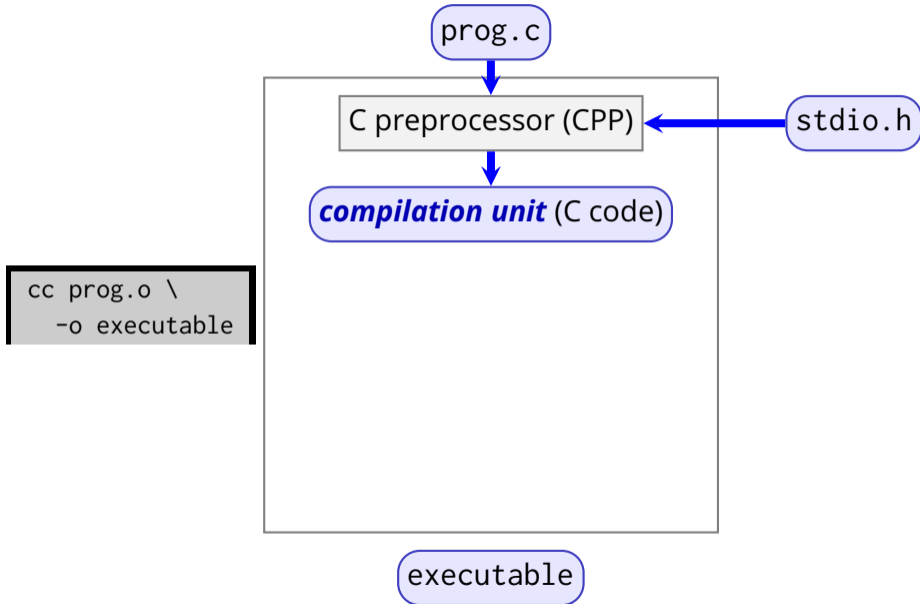 prog.c
C preprocessor (CPP)
stdio.h
compilation unit (C code)
cc prog.o \
-o executable
executable